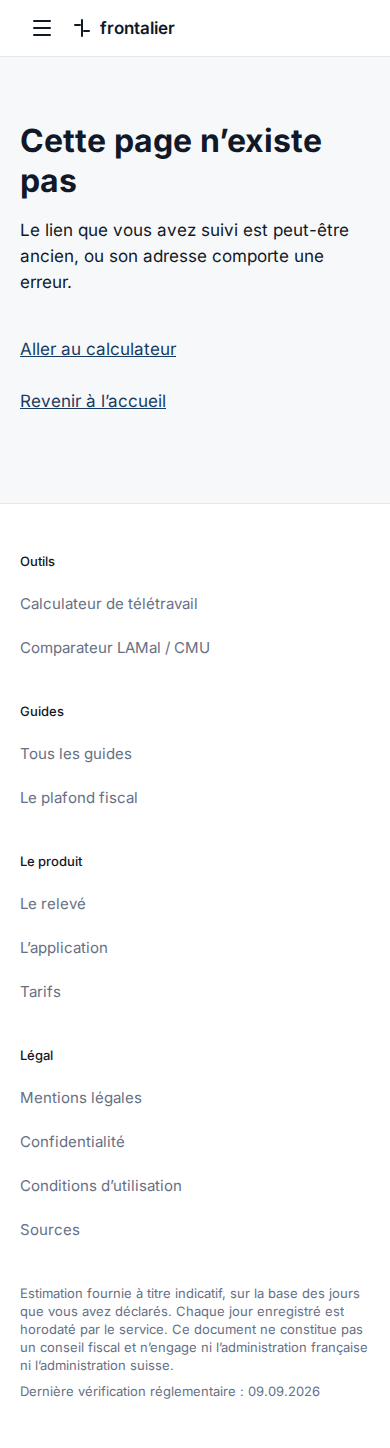 frontalier
Cette page n’existe
pas
Le lien que vous avez suivi est peut-être
ancien, ou son adresse comporte une
erreur.
Aller au calculateur
Revenir à l’accueil
Outils
Calculateur de télétravail
Comparateur LAMal / CMU
Guides
Tous les guides
Le plafond fiscal
Le produit
Le relevé
L’application
Tarifs
Légal
Mentions légales
Confidentialité
Conditions d’utilisation
Sources
Estimation fournie à titre indicatif, sur la base des jours
que vous avez déclarés. Chaque jour enregistré est
horodaté par le service. Ce document ne constitue pas
un conseil fiscal et n’engage ni l’administration française
ni l’administration suisse.
Dernière vérification réglementaire : 09.09.2026